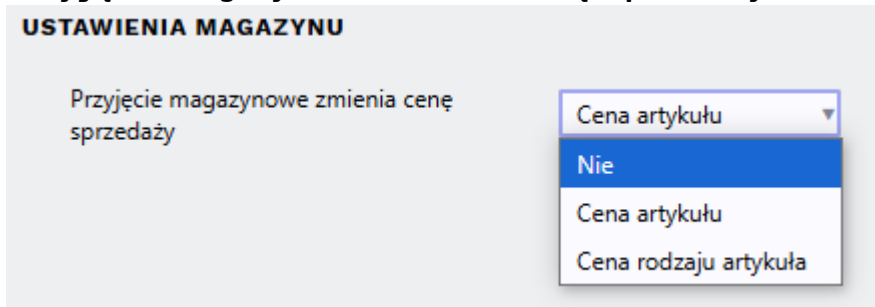 USTAWIENIA MAGAZYNU
Przyjęcie magazynowe zmienia cenę
sprzedaży
Cena artykułu
Nie
Cena artykułu
Cena rodzaju artykuła